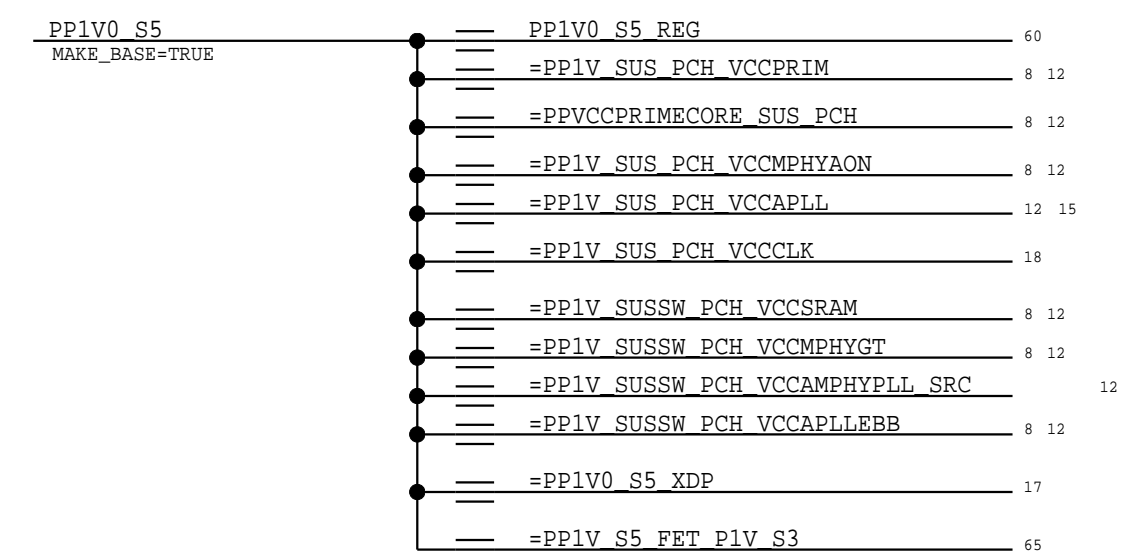 PP1V0_S5 PP1V0_S5_REG 60
MAKE_BASE=TRUE
=PP1V_SUS_PCH_VCCPRIM 8 12
=PPVCCPRIMECORE_SUS_PCH 8 12
=PP1V_SUS_PCH_VCCMPHYAON 8 12
=PP1V_SUS_PCH_VCCAPLL 12 15
=PP1V_SUS_PCH_VCCCLK 18
=PP1V_SUSSW_PCH_VCCSRAM 8 12
=PP1V_SUSSW_PCH_VCCMPHYGT 8 12
=PP1V_SUSSW_PCH_VCCAMPHYPLL_SRC 12
=PP1V_SUSSW_PCH_VCCAPLLEBB 8 12
=PP1V0_S5_XDP 17
=PP1V_S5_FET_P1V_S3 65